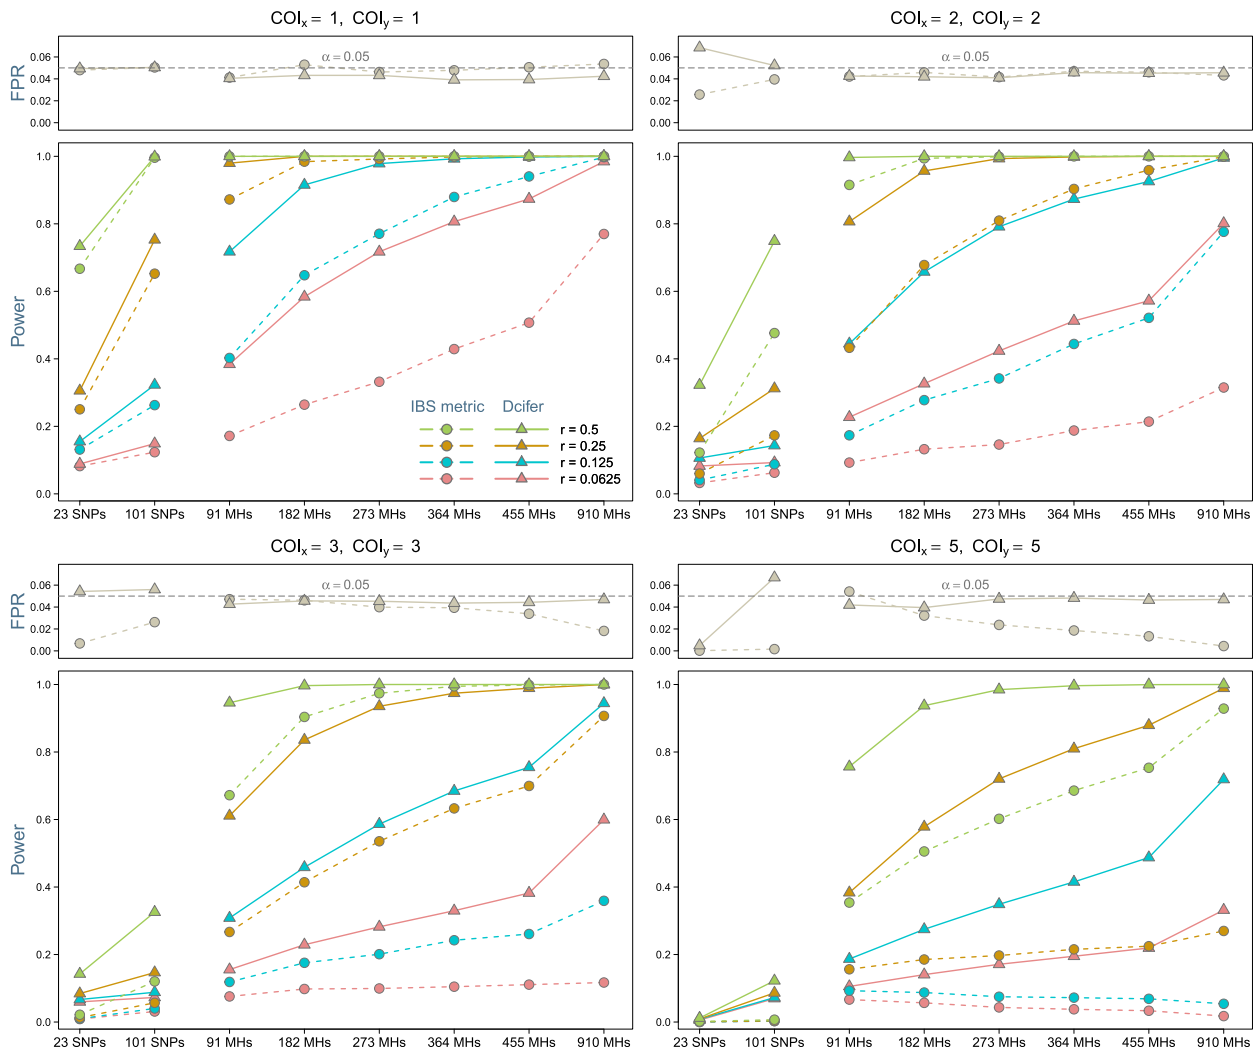 COIx = 1, COIy = 1
FPR
0.06
0.04
0.02
0.00
α = 0.05
Power
1.0
0.8
0.6
0.4
0.2
0.0
IBS metric Dcifer
r = 0.5
r = 0.25
r = 0.125
r = 0.0625
23 SNPs 101 SNPs 91 MHs 182 MHs 273 MHs 364 MHs 455 MHs 910 MHs
COIx = 2, COIy = 2
0.06
0.04
0.02
0.00
α = 0.05
1.0
0.8
0.6
0.4
0.2
0.0
23 SNPs 101 SNPs 91 MHs 182 MHs 273 MHs 364 MHs 455 MHs 910 MHs
COIx = 3, COIy = 3
FPR
0.06
0.04
0.02
0.00
α = 0.05
Power
1.0
0.8
0.6
0.4
0.2
0.0
23 SNPs 101 SNPs 91 MHs 182 MHs 273 MHs 364 MHs 455 MHs 910 MHs
COIx = 5, COIy = 5
0.06
0.04
0.02
0.00
α = 0.05
1.0
0.8
0.6
0.4
0.2
0.0
23 SNPs 101 SNPs 91 MHs 182 MHs 273 MHs 364 MHs 455 MHs 910 MHs